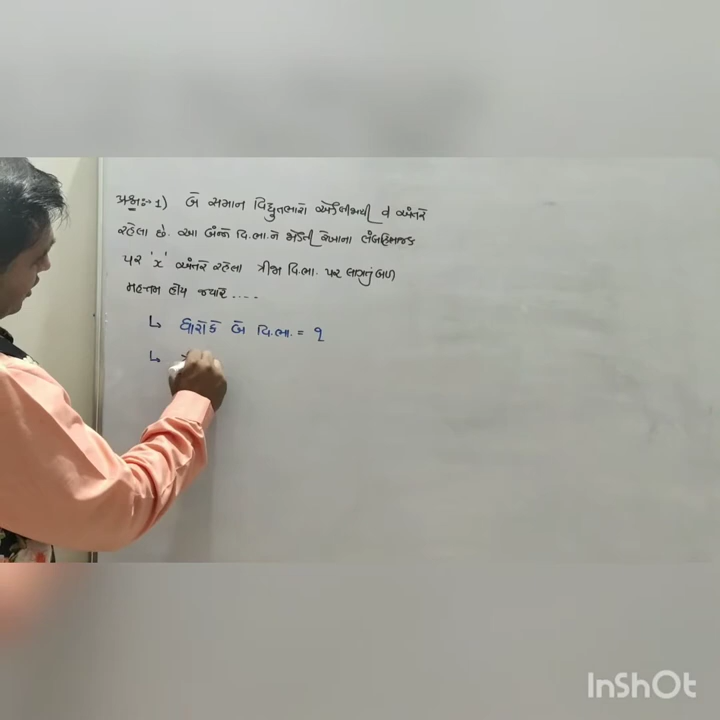 પ્રશ્ન:- 1) બે સમાન વિદ્યુતભારો એકબીજાથી d અંતરે
રહેલા છે. આ બંન્ને વિ.ભા.ને જોડતી રેખાના લંબદ્વિભાજક
પર 'x' અંતરે રહેલા ત્રીજા વિ.ભા. પર લાગતું બળ
મહત્તમ હોય જ્યારે ....
↳ ધારોકે બે વિ.ભા. = q
↳
InShOt